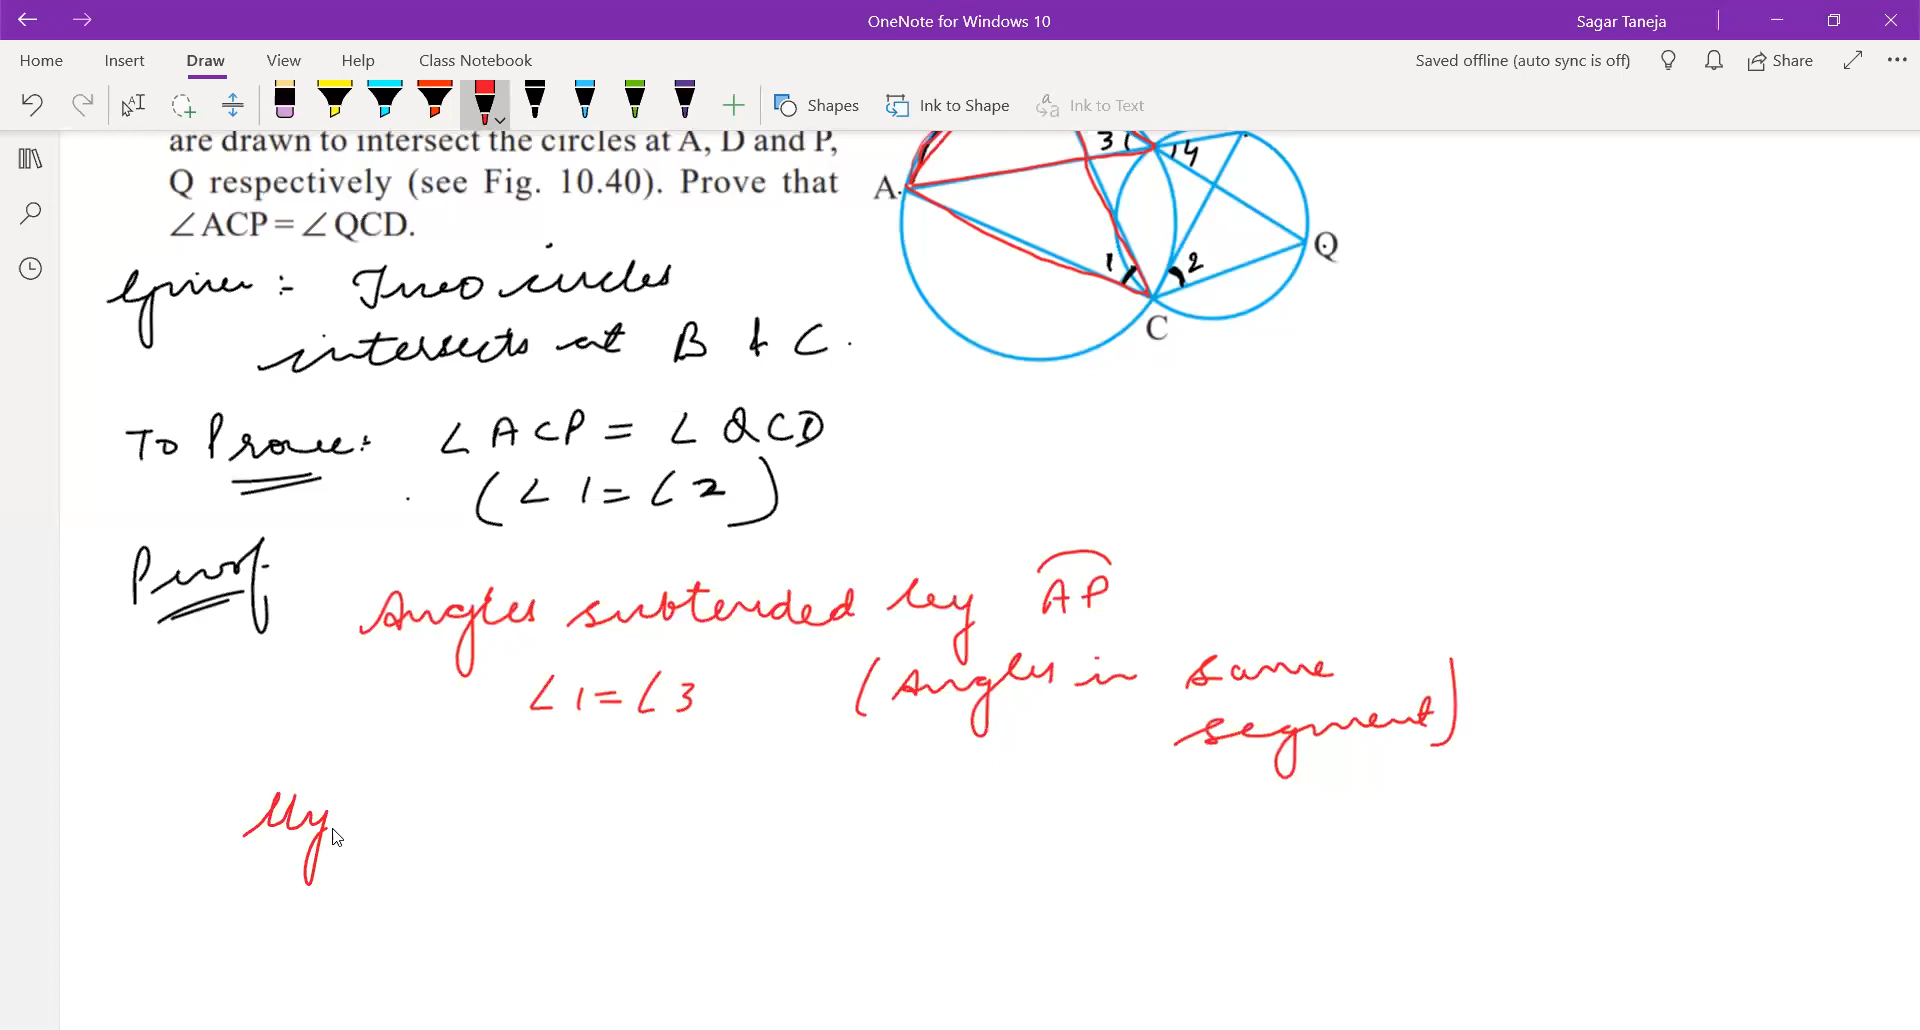 OneNote for Windows 10
Sagar Taneja
Home Insert Draw View Help Class Notebook
Saved offline (auto sync is off) Share
Shapes Ink to Shape Ink to Text
are drawn to intersect the circles at A, D and P,
Q respectively (see Fig. 10.40). Prove that
∠ACP = ∠QCD.
A
3
4
Q
1
2
C
Given :- Two circles
intersects at B & C.
To Prove: ∠ACP = ∠QCD
(∠1 = ∠2)
Proof
Angles subtended by AP
∠1 = ∠3 (Angles in same
segment)
lly